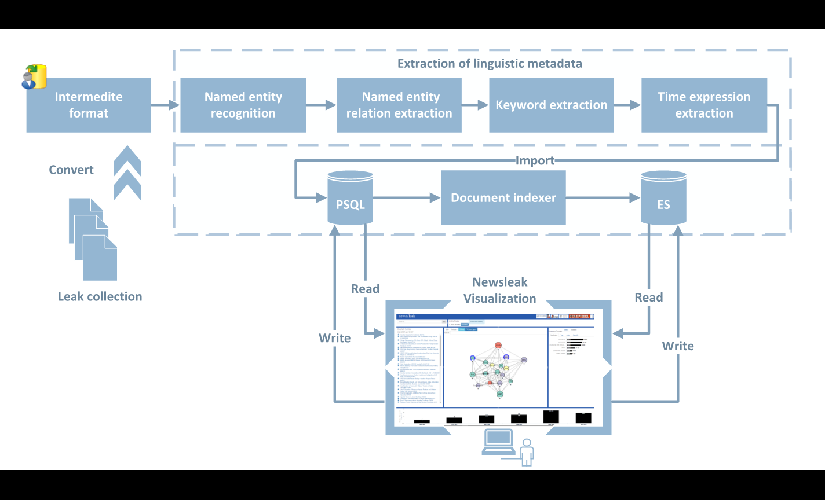 Extraction of linguistic metadata
Intermedite
format
Named entity
recognition
Named entity
relation extraction
Keyword extraction
Time expression
extraction
Import
Convert
PSQL
Document indexer
ES
Leak collection
Newsleak
Visualization
Read
Read
Write
Write